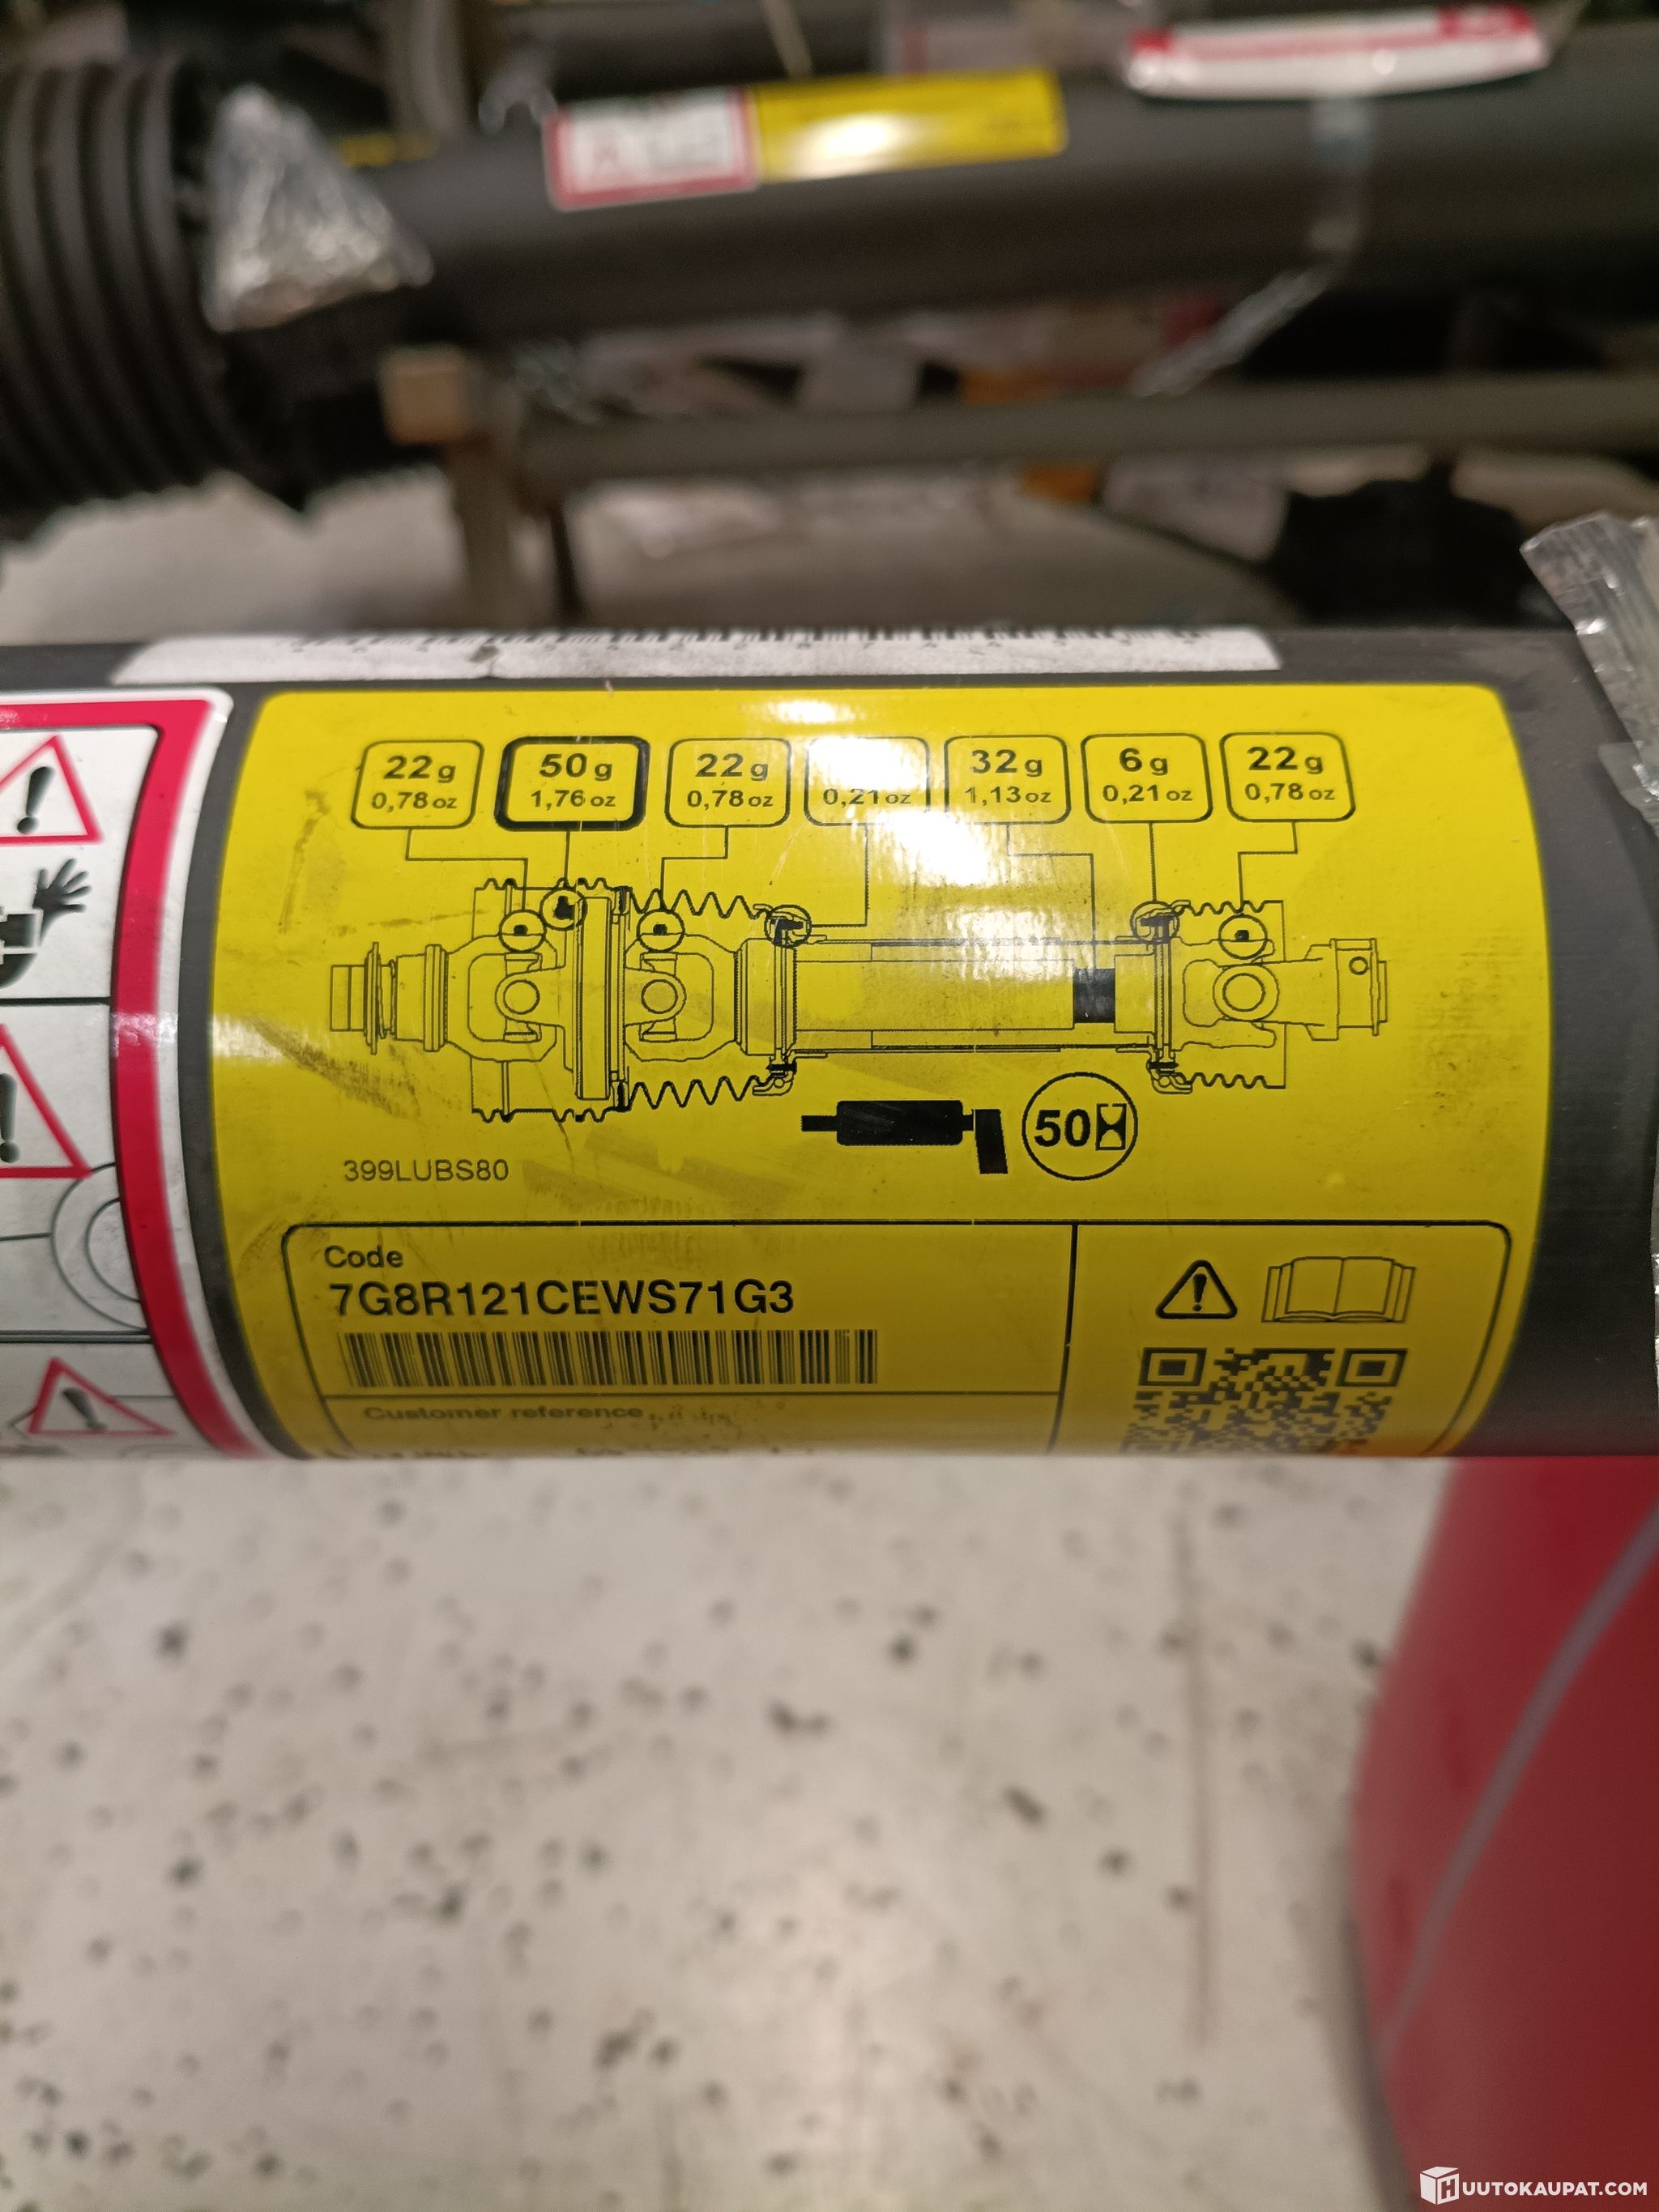 22g 50g 22g 32g 6g 22g
0,78oz 1,76oz 0,78oz 0,21oz 1,13oz 0,21oz 0,78oz
50
399LUBS80
Code
7G8R121CEWS71G3
Customer reference
HUUTOKAUPAT.COM